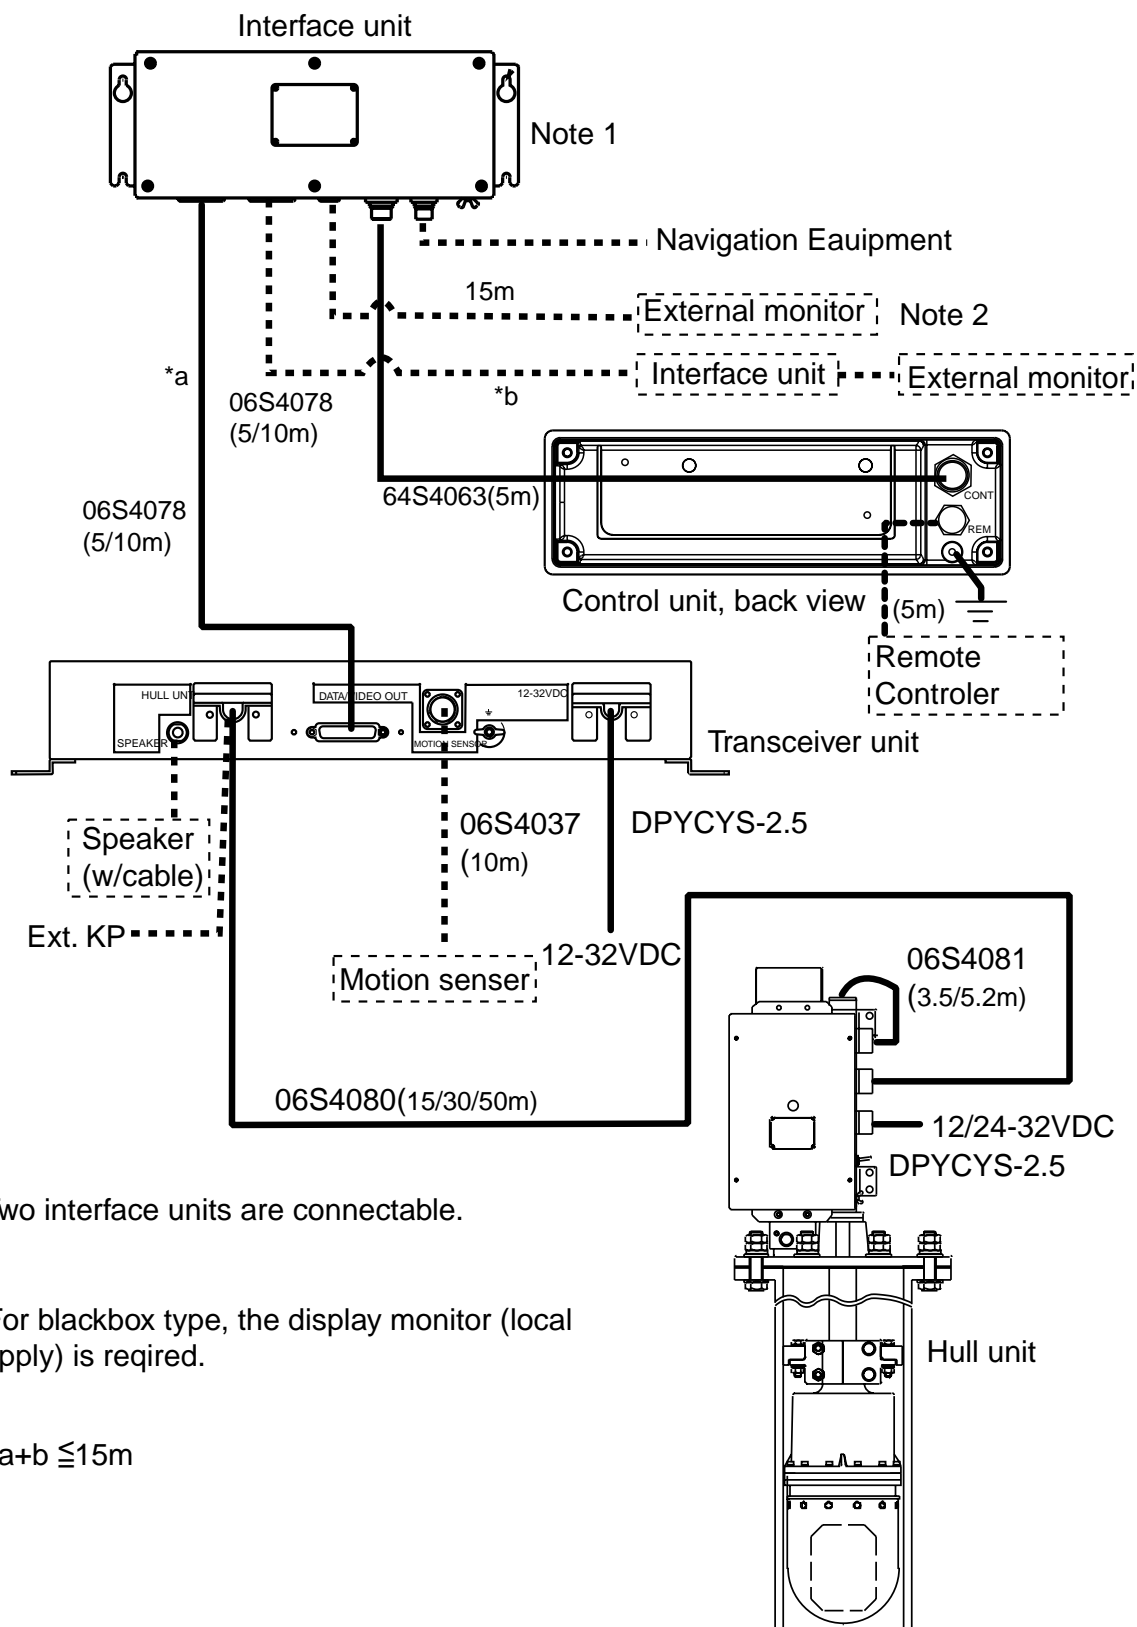 Interface unit
Note 1
Navigation Eauipment
15m
External monitor
Note 2
*a
Interface unit
External monitor
*b
06S4078
(5/10m)
64S4063(5m)
CONT
REM
06S4078
(5/10m)
Control unit, back view
(5m)
Remote
Controler
HULL UNT
DATA/VIDEO OUT
12-32VDC
SPEAKER
MOTION SENSOR
Transceiver unit
Speaker
(w/cable)
06S4037
(10m)
DPYCYS-2.5
Ext. KP
12-32VDC
Motion senser
06S4081
(3.5/5.2m)
06S4080(15/30/50m)
12/24-32VDC
DPYCYS-2.5
wo interface units are connectable.
or blackbox type, the display monitor (local
pply) is reqired.
Hull unit
a+b ≦15m